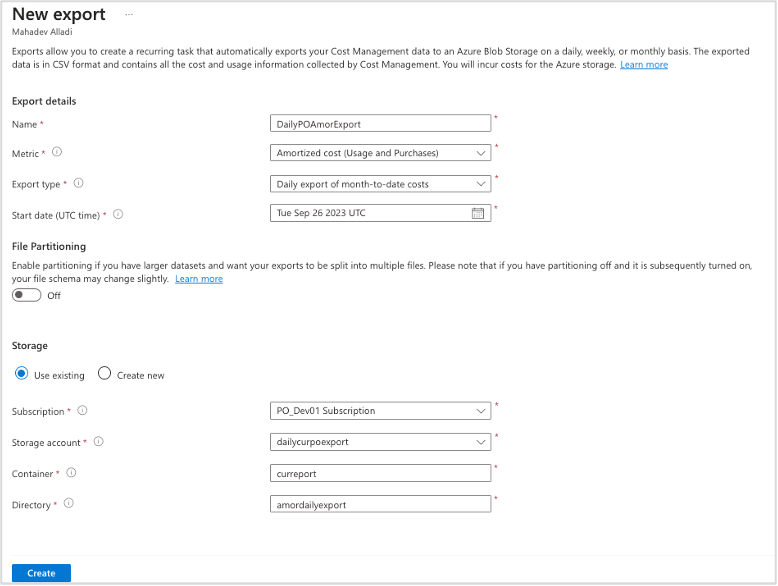 New export ...
Mahadev Alladi
Exports allow you to create a recurring task that automatically exports your Cost Management data to an Azure Blob Storage on a daily, weekly, or monthly basis. The exported
data is in CSV format and contains all the cost and usage information collected by Cost Management. You will incur costs for the Azure storage. Learn more
Export details
Name * DailyPOAmorExport *
Metric * Amortized cost (Usage and Purchases) *
Export type * Daily export of month-to-date costs *
Start date (UTC time) * Tue Sep 26 2023 UTC *
File Partitioning
Enable partitioning if you have larger datasets and want your exports to be split into multiple files. Please note that if you have partitioning off and it is subsequently turned on,
your file schema may change slightly. Learn more
Off
Storage
Use existing Create new
Subscription * PO_Dev01 Subscription *
Storage account * dailycurpoexport *
Container * curreport *
Directory * amordailyexport *
Create